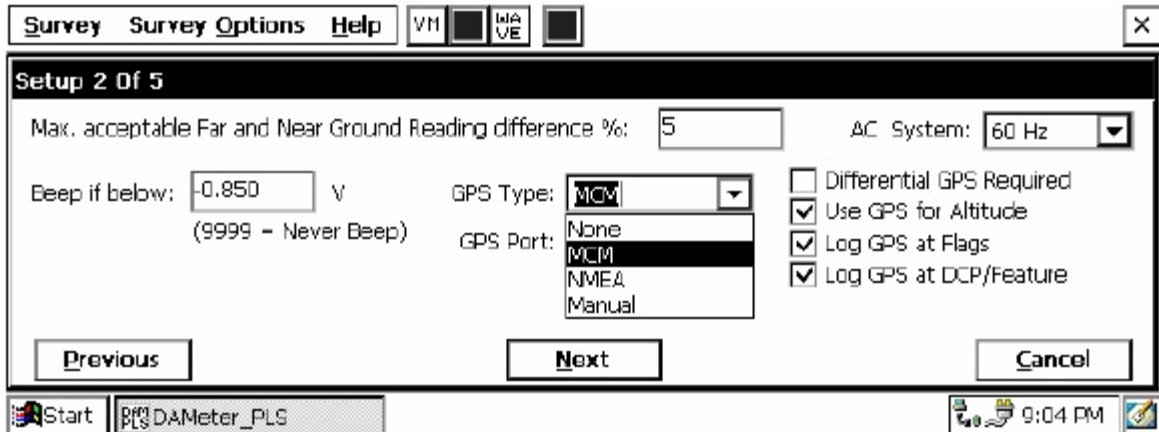 Survey Survey Options Help VM WAVE
Setup 2 Of 5
Max. acceptable Far and Near Ground Reading difference %: 5 AC System: 60 Hz
Beep if below: -0.850 V GPS Type: MCM Differential GPS Required
Use GPS for Altitude
(9999 = Never Beep) GPS Port: None Log GPS at Flags
MCM
NMEA Log GPS at DCP/Feature
Manual
Previous Next Cancel
Start DAMeter_PLS 9:04 PM